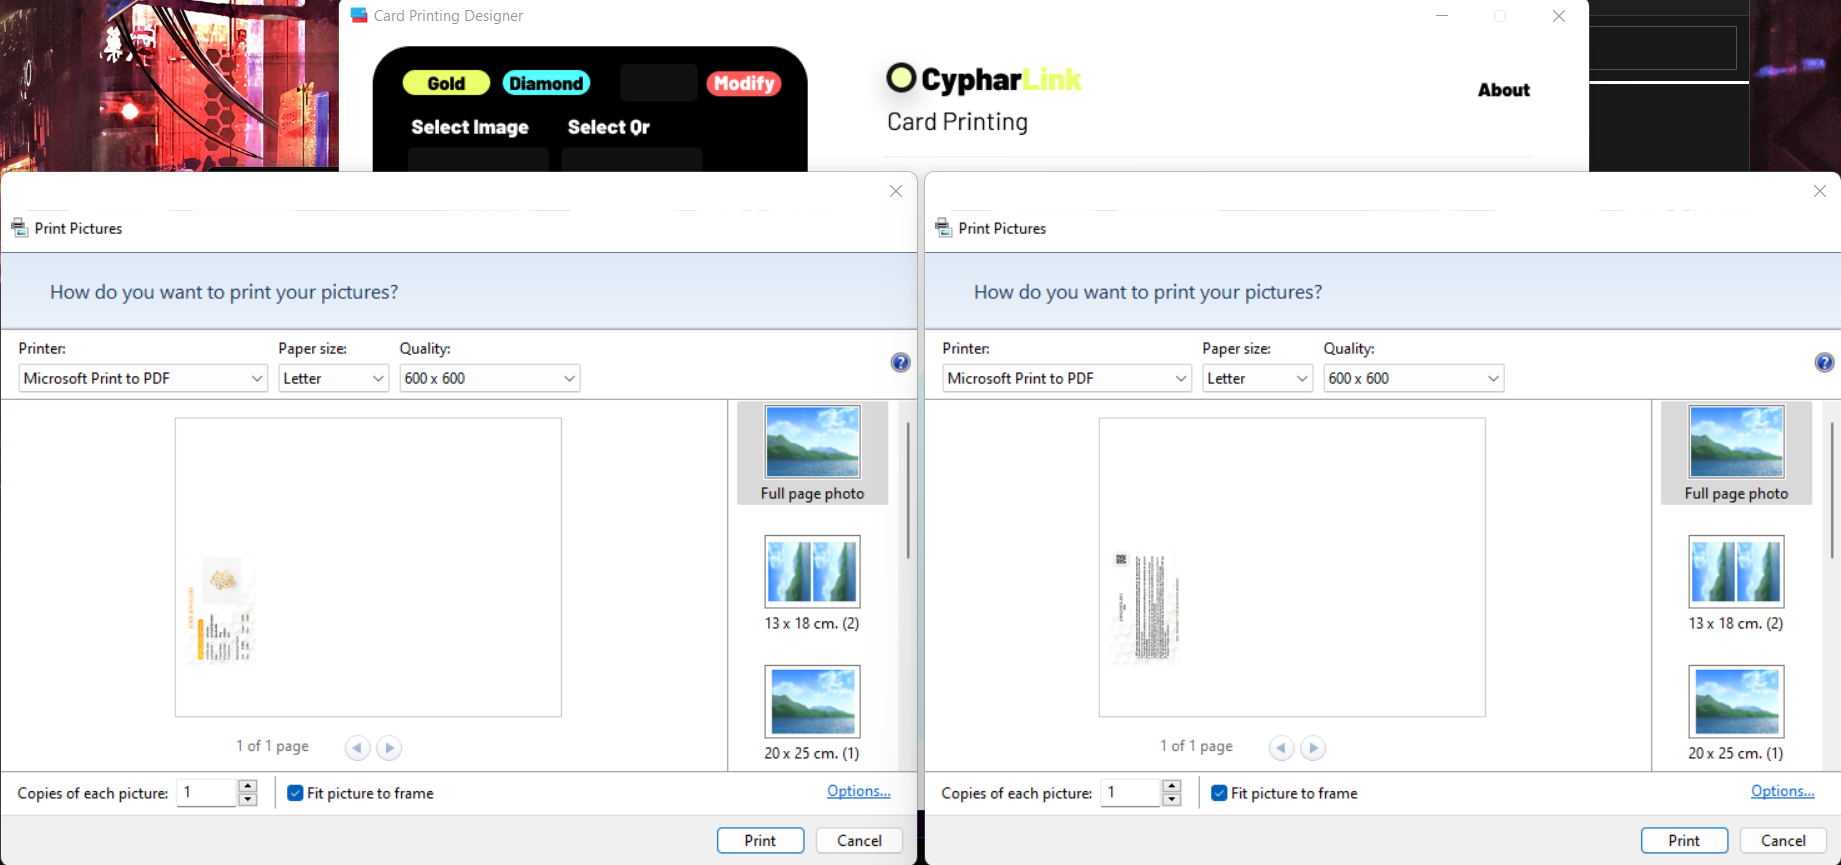 Card Printing Designer
Gold Diamond Modify
Select Image Select Qr
CypharLink
Card Printing
About
Print Pictures
How do you want to print your pictures?
Printer: Paper size: Quality:
Microsoft Print to PDF Letter 600 x 600
Full page photo
13 x 18 cm. (2)
20 x 25 cm. (1)
1 of 1 page
Copies of each picture: 1 Fit picture to frame Options...
Print Cancel
Print Pictures
How do you want to print your pictures?
Printer: Paper size: Quality:
Microsoft Print to PDF Letter 600 x 600
Full page photo
13 x 18 cm. (2)
20 x 25 cm. (1)
1 of 1 page
Copies of each picture: 1 Fit picture to frame Options...
Print Cancel